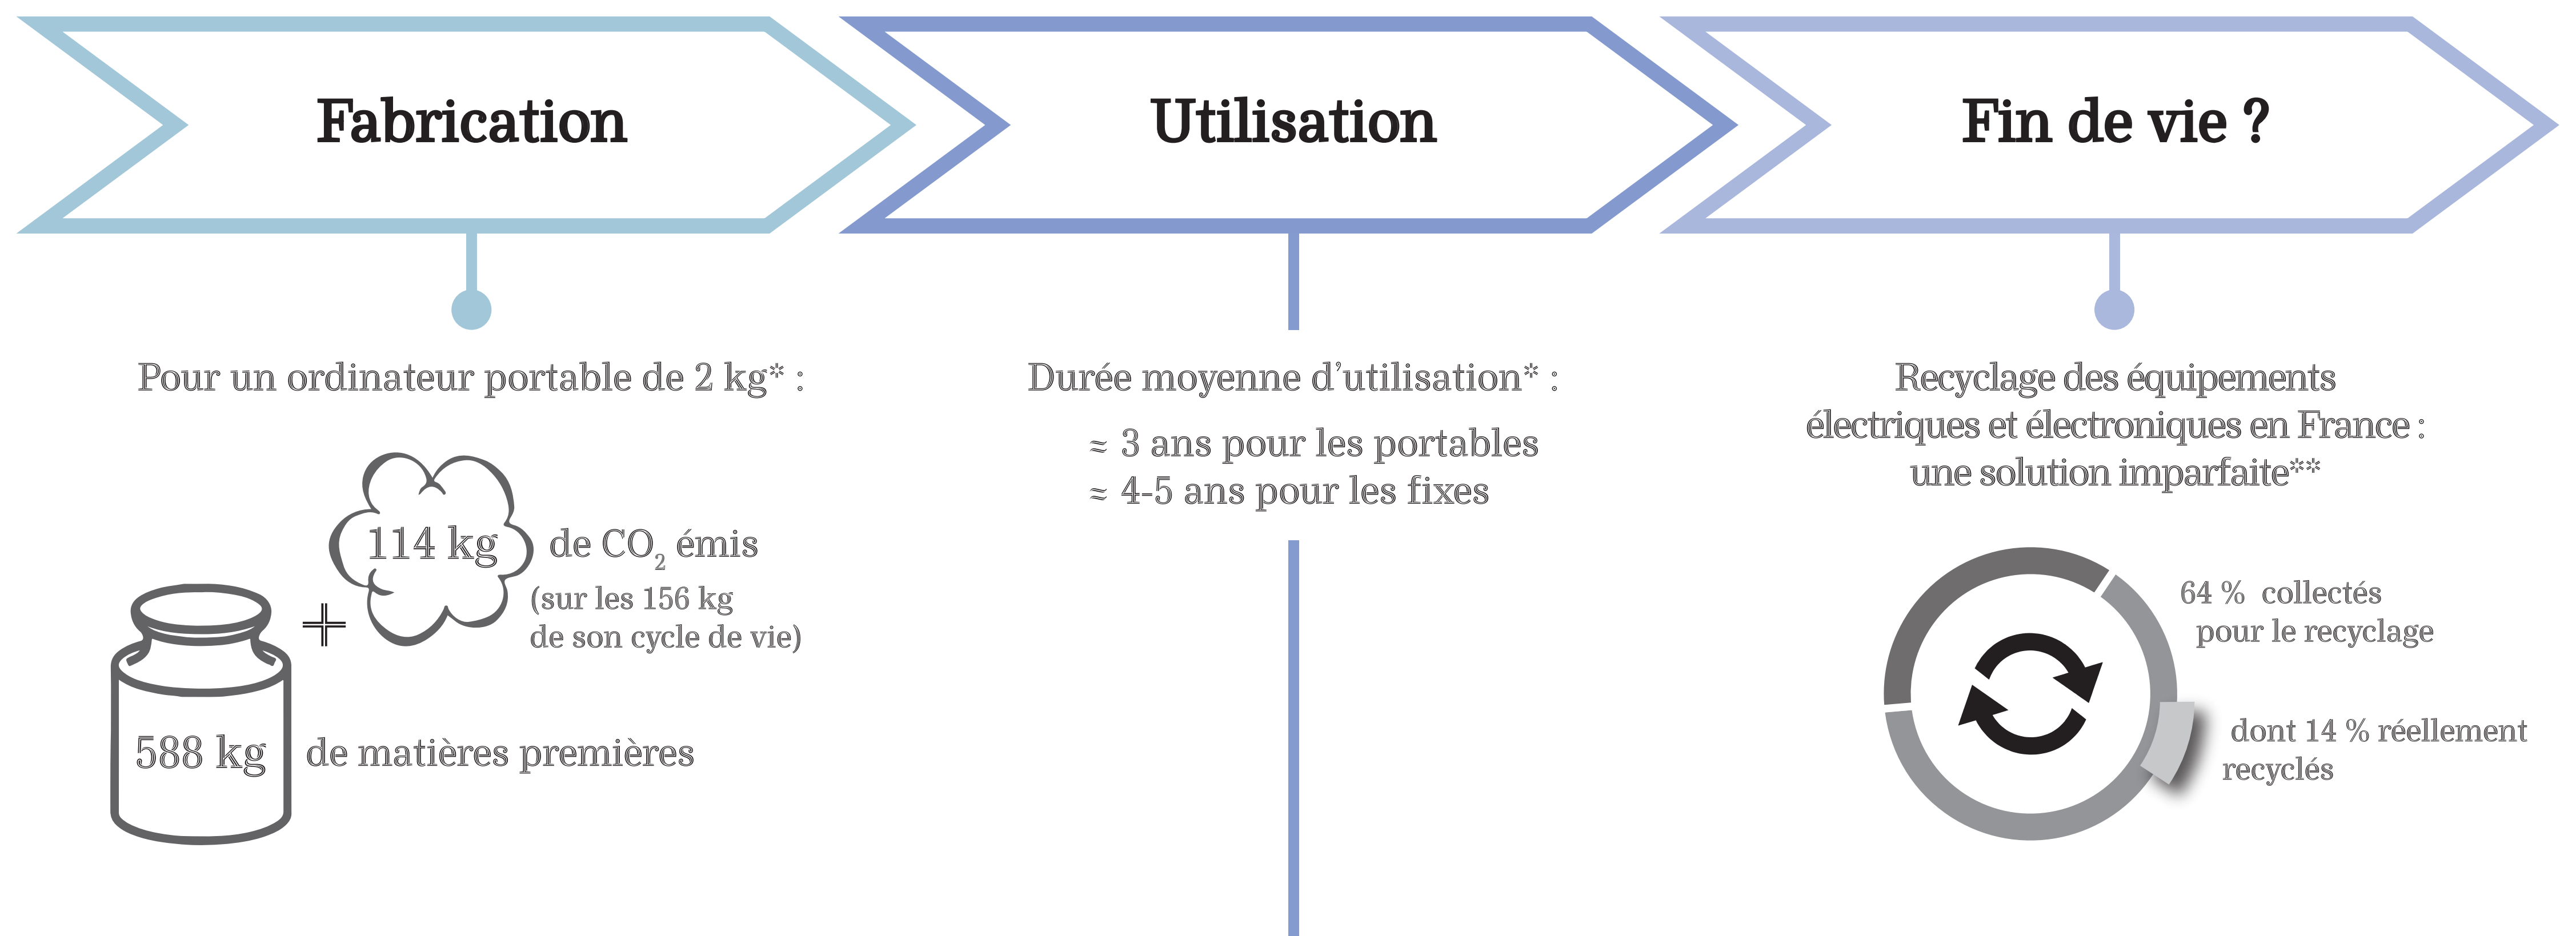 Fabrication
Utilisation
Fin de vie ?
Pour un ordinateur portable de 2 kg* :
114 kg de CO₂ émis
(sur les 156 kg
de son cycle de vie)
+
588 kg de matières premières
Durée moyenne d’utilisation* :
≈ 3 ans pour les portables
≈ 4-5 ans pour les fixes
Recyclage des équipements
électriques et électroniques en France :
une solution imparfaite**
64 % collectés
pour le recyclage
dont 14 % réellement
recyclés